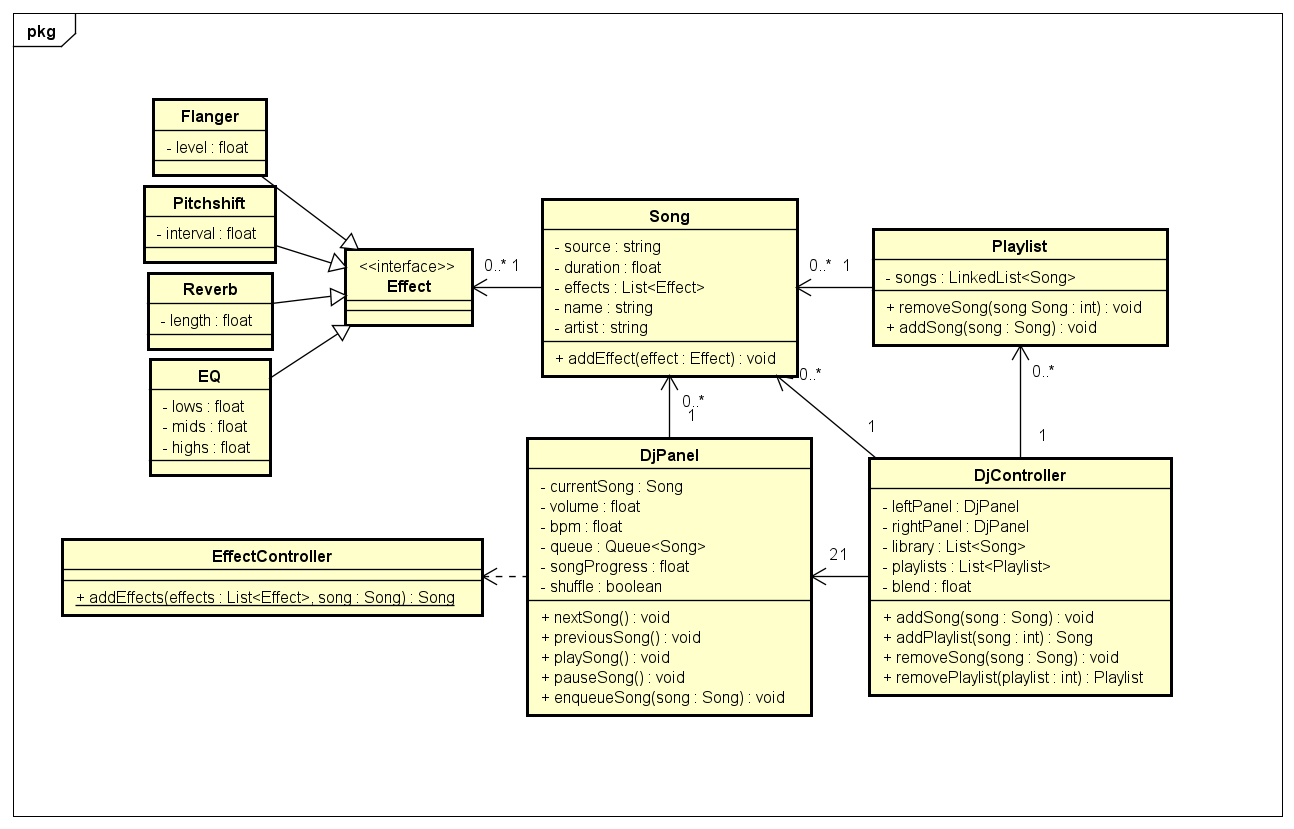 pkg
Flanger
- level : float
Pitchshift
- interval : float
Reverb
- length : float
EQ
- lows : float
- mids : float
- highs : float
<<interface>>
Effect
0..* 1
Song
- source : string
- duration : float
- effects : List<Effect>
- name : string
- artist : string
+ addEffect(effect : Effect) : void
0..* 1
Playlist
- songs : LinkedList<Song>
+ removeSong(song Song : int) : void
+ addSong(song : Song) : void
0..*
1
0..*
1
0..*
1
EffectController
+ addEffects(effects : List<Effect>, song : Song) : Song
DjPanel
- currentSong : Song
- volume : float
- bpm : float
- queue : Queue<Song>
- songProgress : float
- shuffle : boolean
+ nextSong() : void
+ previousSong() : void
+ playSong() : void
+ pauseSong() : void
+ enqueueSong(song : Song) : void
21
DjController
- leftPanel : DjPanel
- rightPanel : DjPanel
- library : List<Song>
- playlists : List<Playlist>
- blend : float
+ addSong(song : Song) : void
+ addPlaylist(song : int) : Song
+ removeSong(song : Song) : void
+ removePlaylist(playlist : int) : Playlist